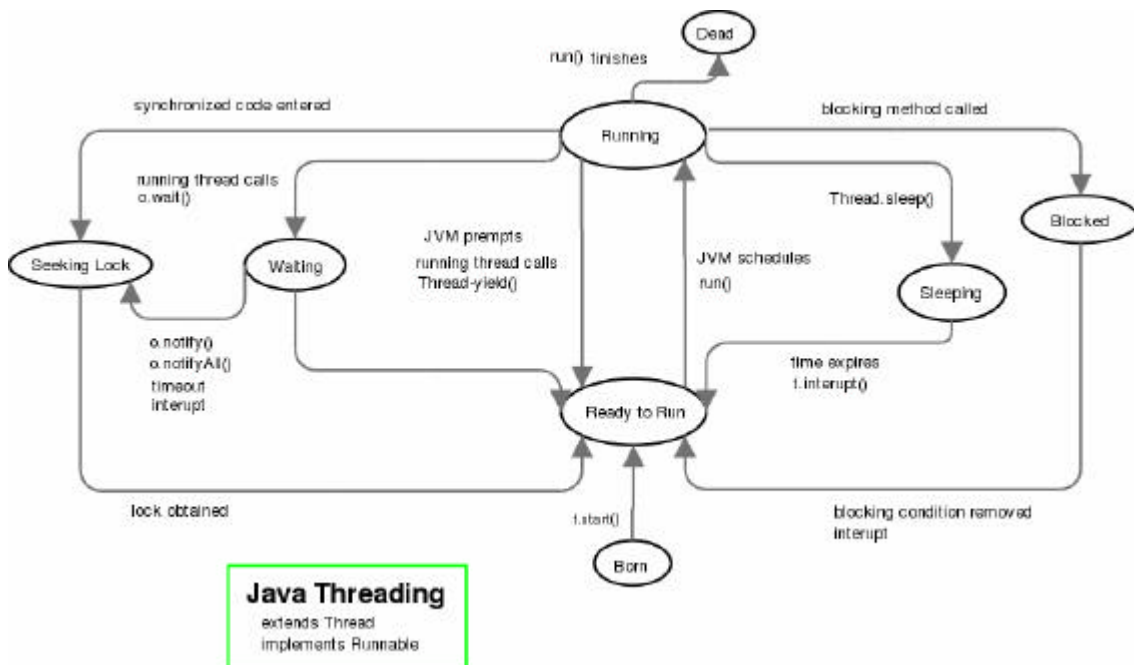 Dead
run() finishes
synchronized code entered
Running
blocking method called
running thread calls
o.wait()
Thread.sleep()
Blocked
Seeking Lock
Waiting
JVM prempts
running thread calls
Thread-yield()
JVM schedules
run()
Sleeping
o.notify()
o.notifyAll()
timeout
interupt
time expires
t.interupt()
Ready to Run
lock obtained
t.start()
blocking condition removed
interupt
Born
Java Threading
extends Thread
implements Runnable